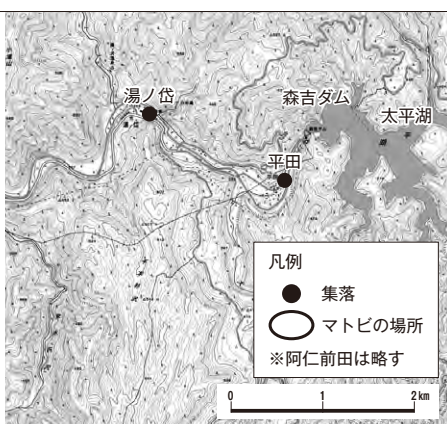 森吉ダム
太平湖
湯ノ岱
平田
凡例
集落
マトビの場所
※阿仁前田は略す
0 1 2km